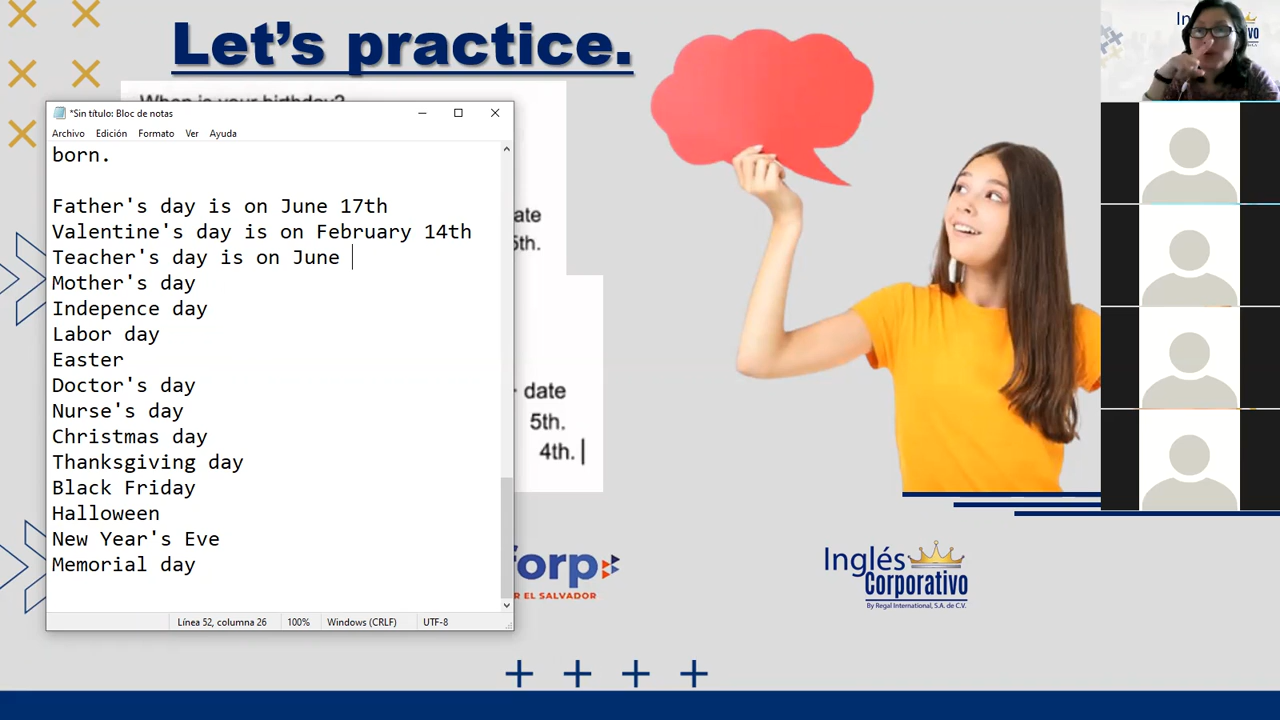 Let's practice.
When is your birthday?
*Sin título: Bloc de notas
Archivo Edición Formato Ver Ayuda
born.
Father's day is on June 17th
Valentine's day is on February 14th
Teacher's day is on June
Mother's day
Indepence day
Labor day
Easter
Doctor's day
Nurse's day
Christmas day
Thanksgiving day
Black Friday
Halloween
New Year's Eve
Memorial day
Línea 52, columna 26 100% Windows (CRLF) UTF-8
ate
5th.
date
5th.
4th.
forp
R EL SALVADOR
Inglés
Corporativo
By Regal International, S.A. de C.V.